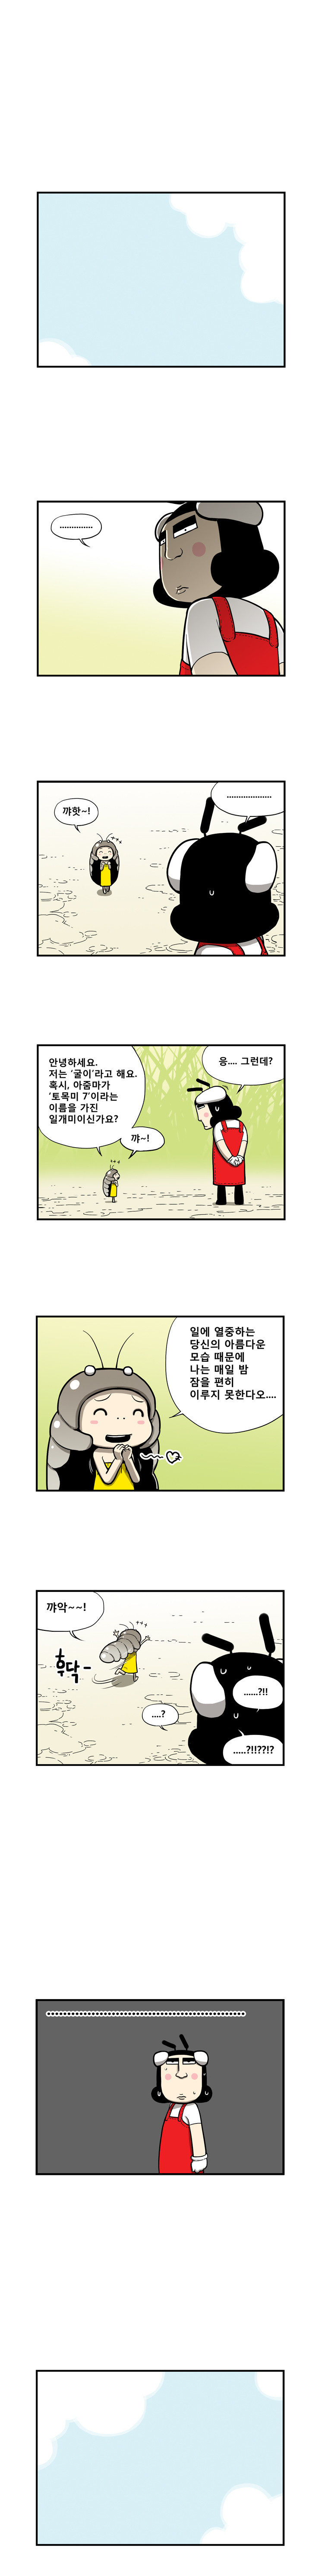 ..............
꺄핫~!
...................
안녕하세요.
저는 '굴이'라고 해요.
혹시, 아줌마가
'토목미 7'이라는
이름을 가진
일개미이신가요?
응.... 그런데?
꺄~!
일에 열중하는
당신의 아름다운
모습 때문에
나는 매일 밤
잠을 편히
이루지 못한다오....
꺄악~~!
후닥-
......?!!
....?
.....?!!??!?